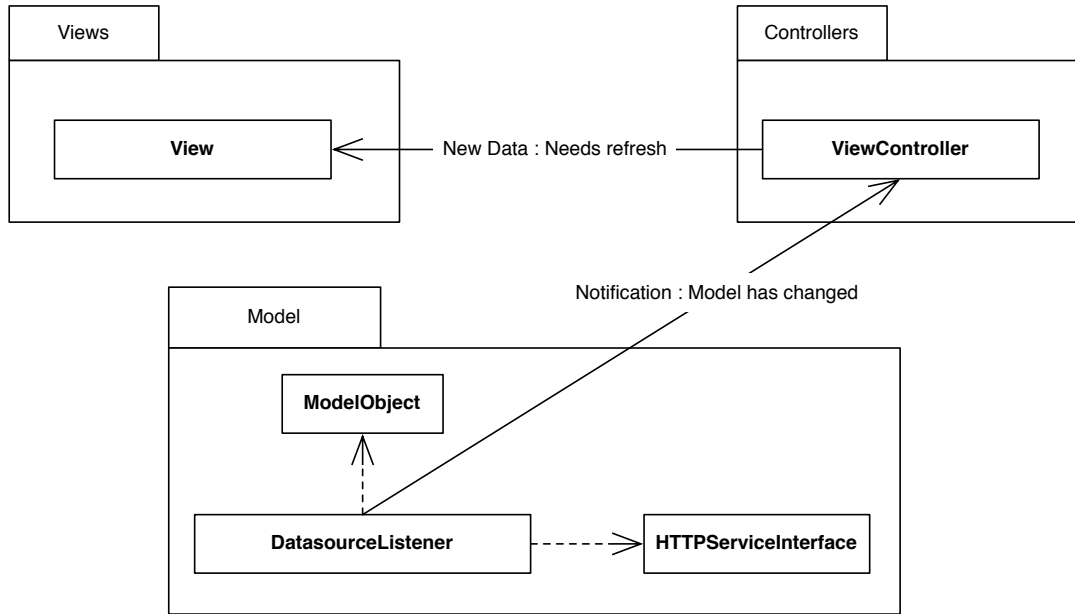 Views
Controllers
View
New Data : Needs refresh
ViewController
Notification : Model has changed
Model
ModelObject
DatasourceListener
HTTPServiceInterface